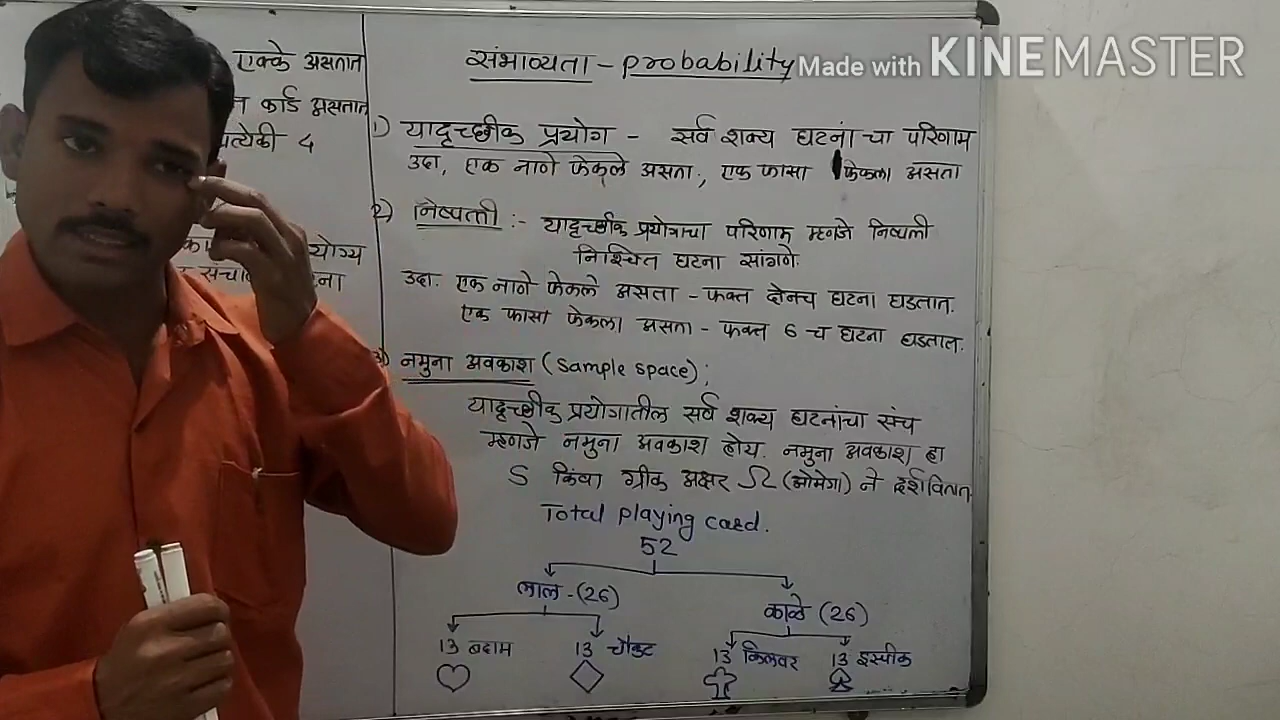 एक्के असतात
कार्ड असतात
प्रत्येकी 4
योग्य
संभाव्यता - probability
Made with KINEMASTER
1) यादृच्छीक प्रयोग - सर्व शक्य घटनांचा परिणाम
उदा, एक नाणे फेकले असता, एक फासा फेकला असता
2) निष्पत्ती :- यादृच्छीक प्रयोगाचा परिणाम म्हणजे निष्पत्ती
निश्चित घटना सांगणे.
उदा. एक नाणे फेकले असता - फक्त दोनच घटना घडतात.
एक फासा फेकला असता - फक्त 6 च घटना घडतात.
3) नमुना अवकाश (Sample space);
यादृच्छीक प्रयोगातील सर्व शक्य घटनांचा संच
म्हणजे नमुना अवकाश होय. नमुना अवकाश हा
S किंवा ग्रीक अक्षर Ω (ओमेगा) ने दर्शवितात
Total playing card.
52
लाल - (26) काळे (26)
13 बदाम 13 चौकट 13 किलवर 13 इस्पीक